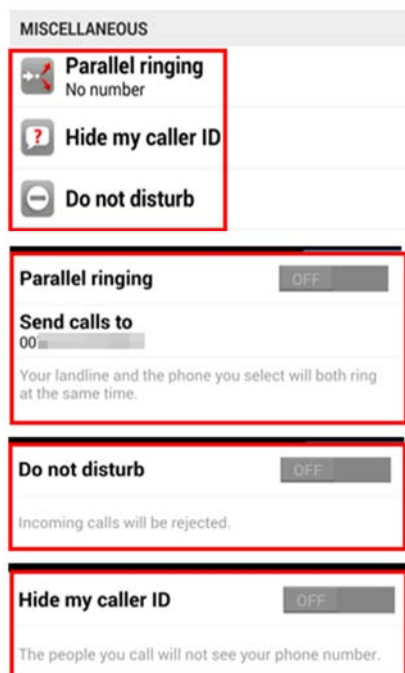 MISCELLANEOUS
Parallel ringing
No number
?
Hide my caller ID
Do not disturb
Parallel ringing
OFF
Send calls to
00
Your landline and the phone you select will both ring
at the same time.
Do not disturb
OFF
Incoming calls will be rejected.
Hide my caller ID
OFF
The people you call will not see your phone number.